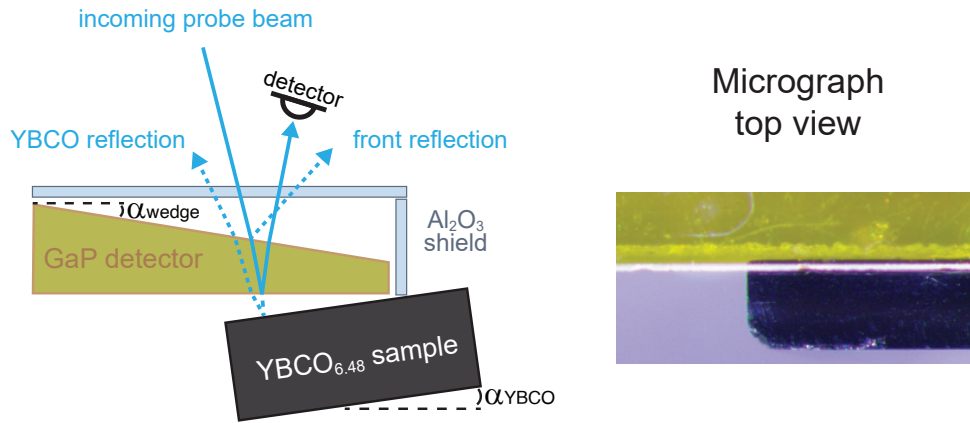 incoming probe beam
detector
YBCO reflection
front reflection
αwedge
GaP detector
Al₂O₃
shield
YBCO₆.₄₈ sample
αYBCO
Micrograph
top view